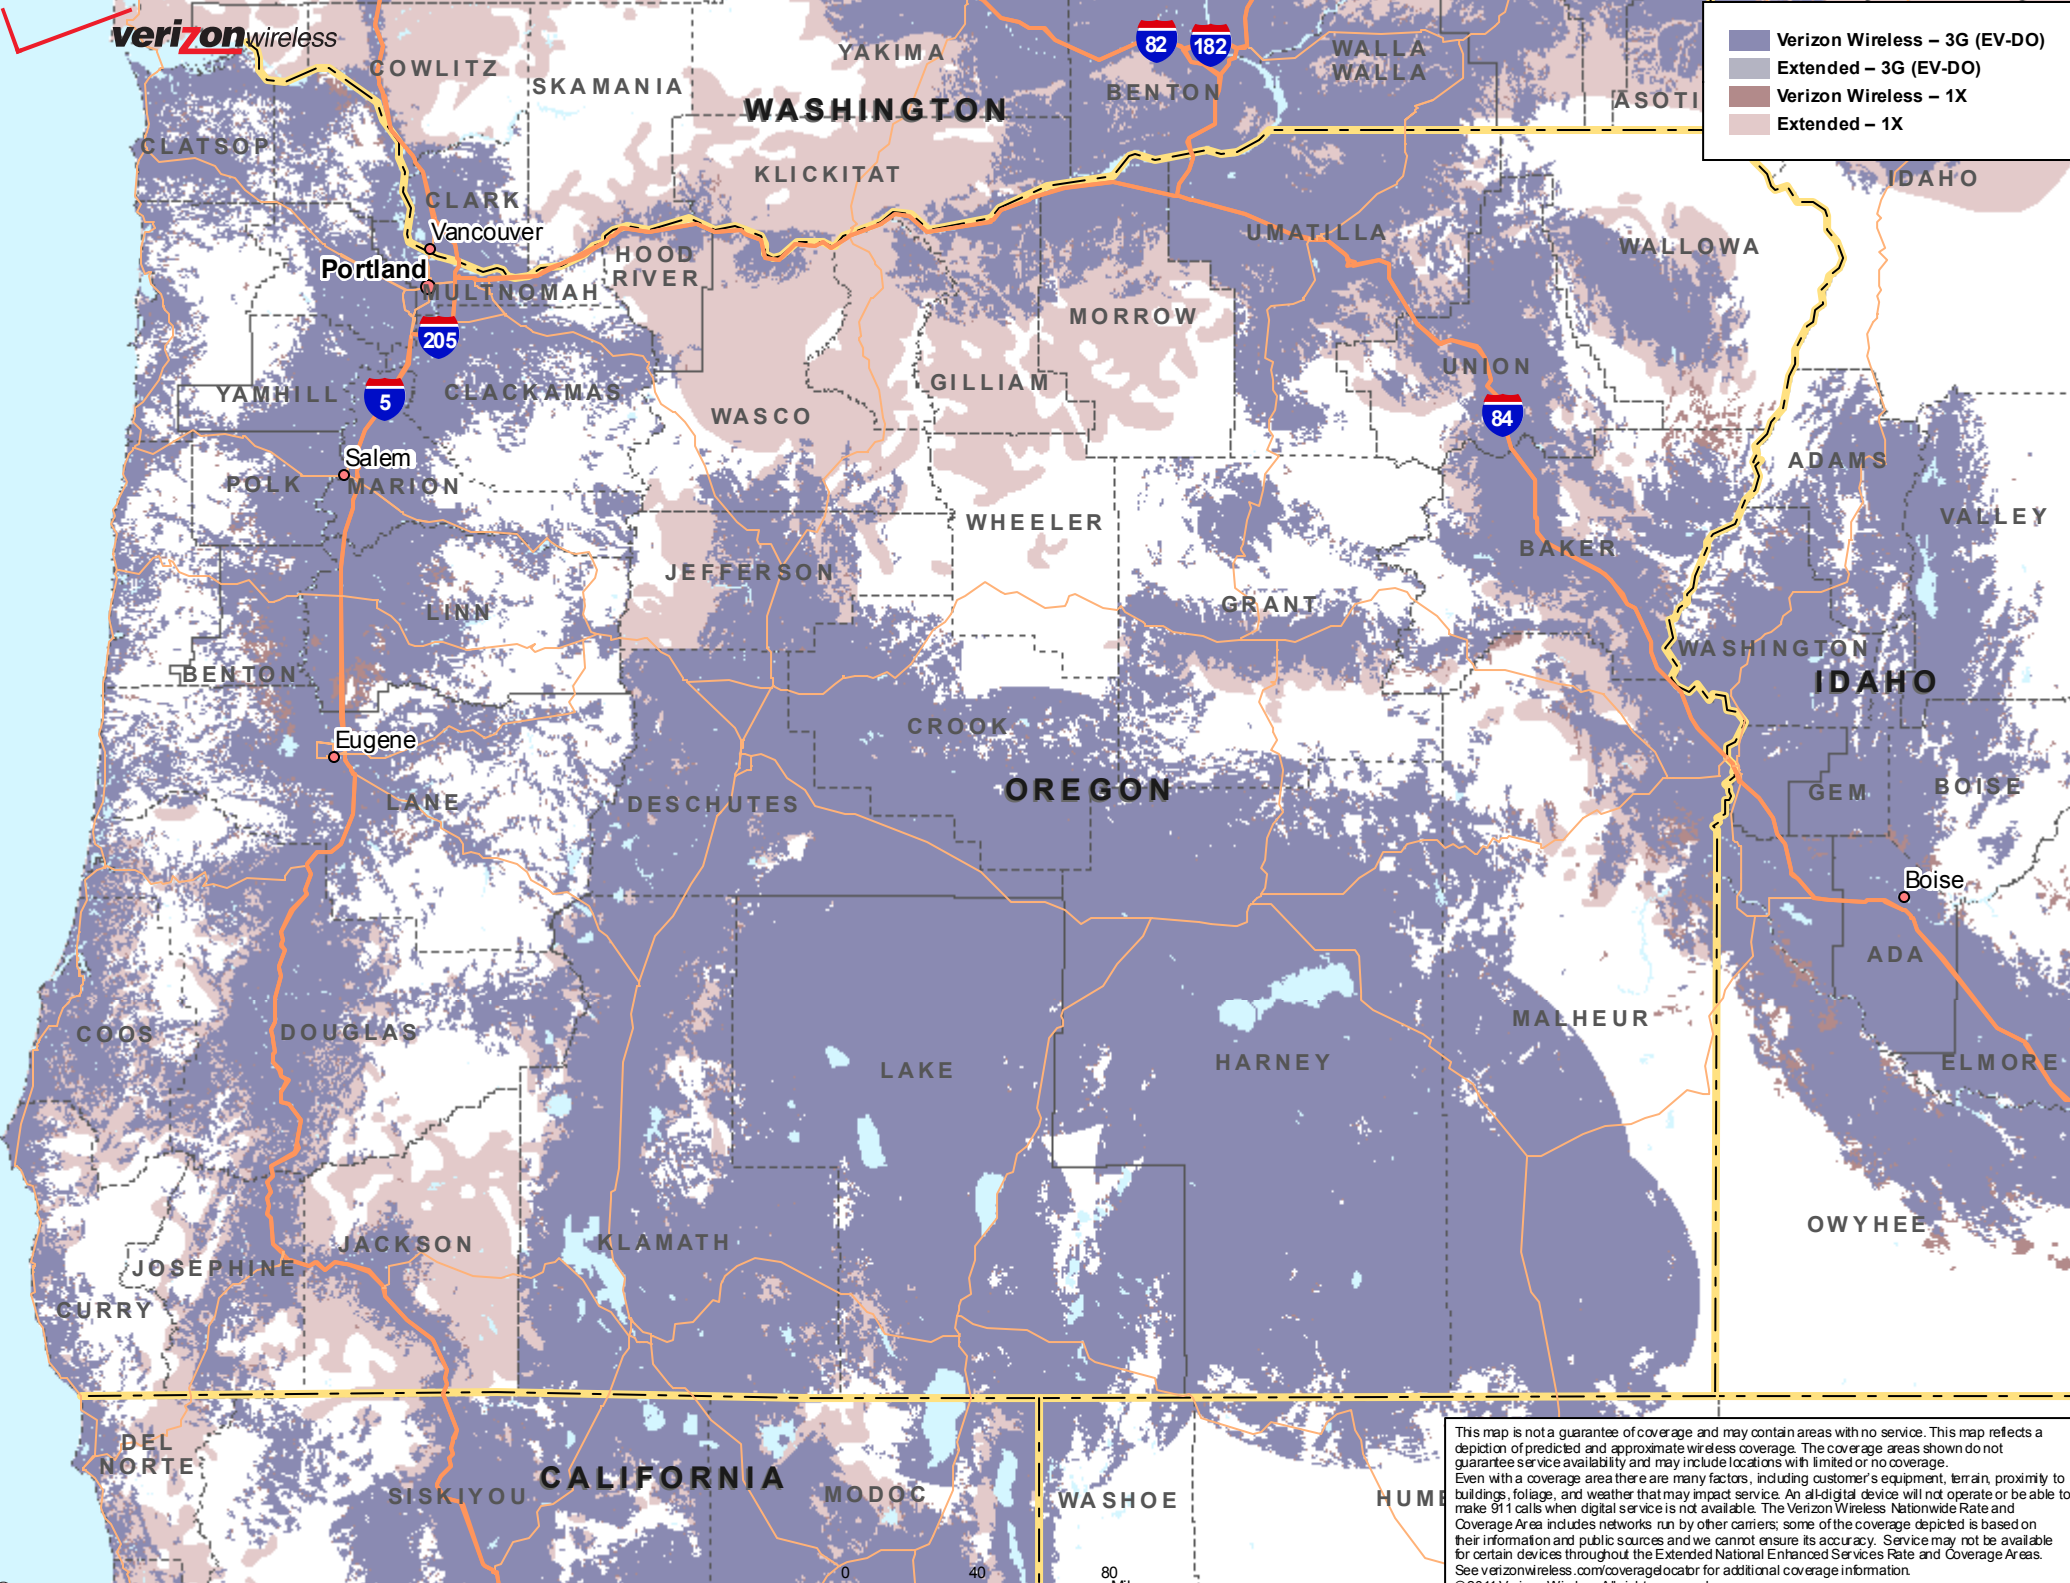 verizonwireless
Verizon Wireless – 3G (EV-DO)
Extended – 3G (EV-DO)
Verizon Wireless – 1X
Extended – 1X
82
182
YAKIMA
WALLA
WALLA
COWLITZ
SKAMANIA
BENTON
ASOTI
WASHINGTON
CLATSOP
KLICKITAT
IDAHO
CLARK
Vancouver
UMATILLA
WALLOWA
HOOD
RIVER
Portland
MULTNOMAH
MORROW
205
UNION
YAMHILL
5
CLACKAMAS
GILLIAM
WASCO
84
Salem
ADAMS
POLK
MARION
WHEELER
VALLEY
BAKER
JEFFERSON
GRANT
LINN
WASHINGTON
BENTON
IDAHO
CROOK
Eugene
OREGON
LANE
DESCHUTES
GEM
BOISE
Boise
ADA
MALHEUR
COOS
DOUGLAS
LAKE
HARNEY
ELMORE
OWYHEE
JACKSON
KLAMATH
JOSEPHINE
CURRY
DEL
NORTE
CALIFORNIA
SISKIYOU
MODOC
WASHOE
HUME
0 40 80
This map is not a guarantee of coverage and may contain areas with no service. This map reflects a
depiction of predicted and approximate wireless coverage. The coverage areas shown do not
guarantee service availability and may include locations with limited or no coverage.
Even with a coverage area there are many factors, including customer's equipment, terrain, proximity to
buildings, foliage, and weather that may impact service. An all-digital device will not operate or be able to
make 911 calls when digital service is not available. The Verizon Wireless Nationwide Rate and
Coverage Area includes networks run by other carriers; some of the coverage depicted is based on
their information and public sources and we cannot ensure its accuracy. Service may not be available
for certain devices throughout the Extended National Enhanced Services Rate and Coverage Areas.
See verizonwireless.com/coveragelocator for additional coverage information.